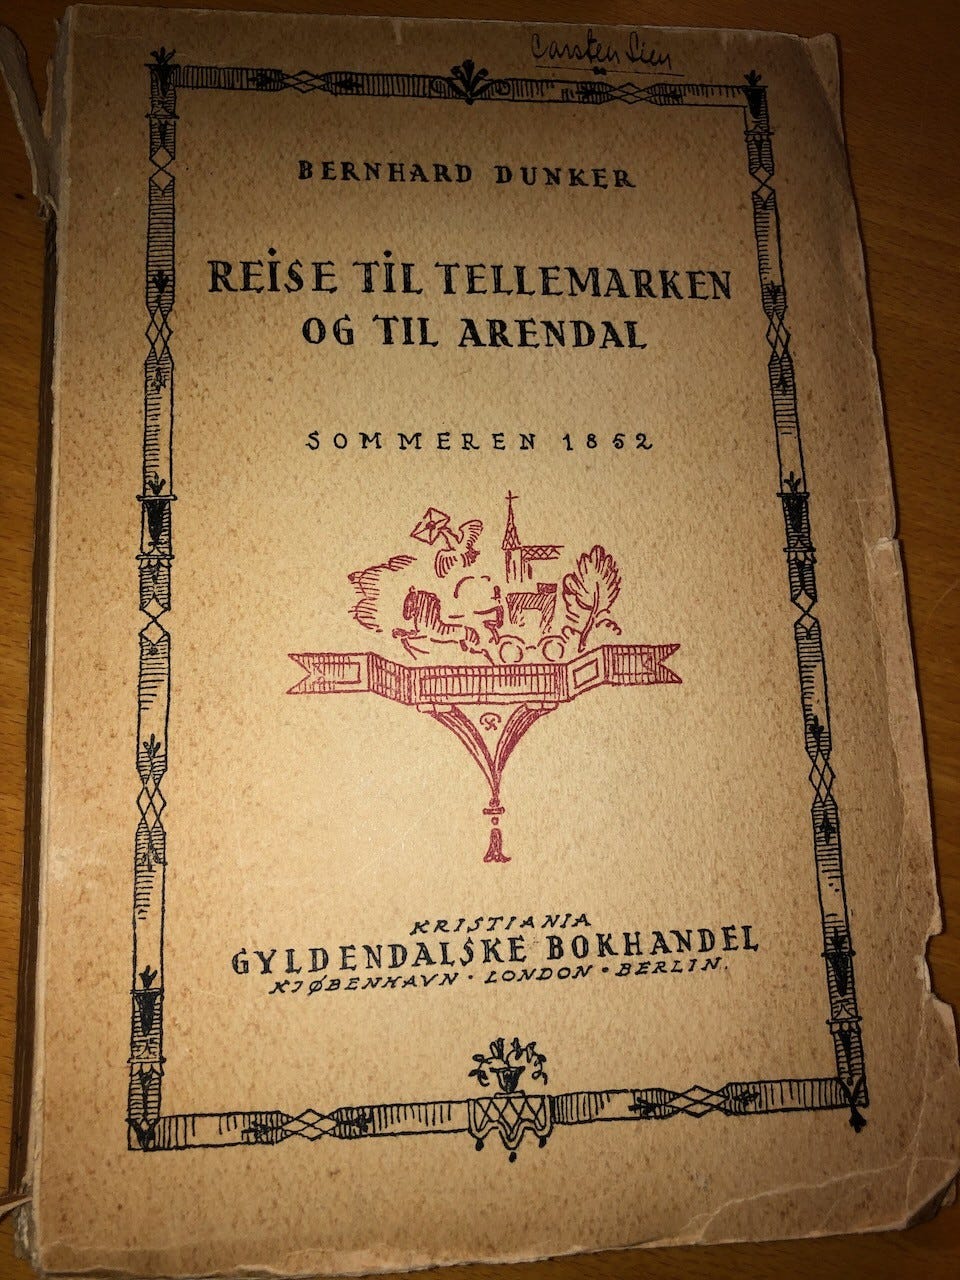 Carsten Lien
BERNHARD DUNKER
REISE TIL TELLEMARKEN
OG TIL ARENDAL
SOMMEREN 1852
KRISTIANIA
GYLDENDALSKE BOKHANDEL
KJØBENHAVN · LONDON · BERLIN.